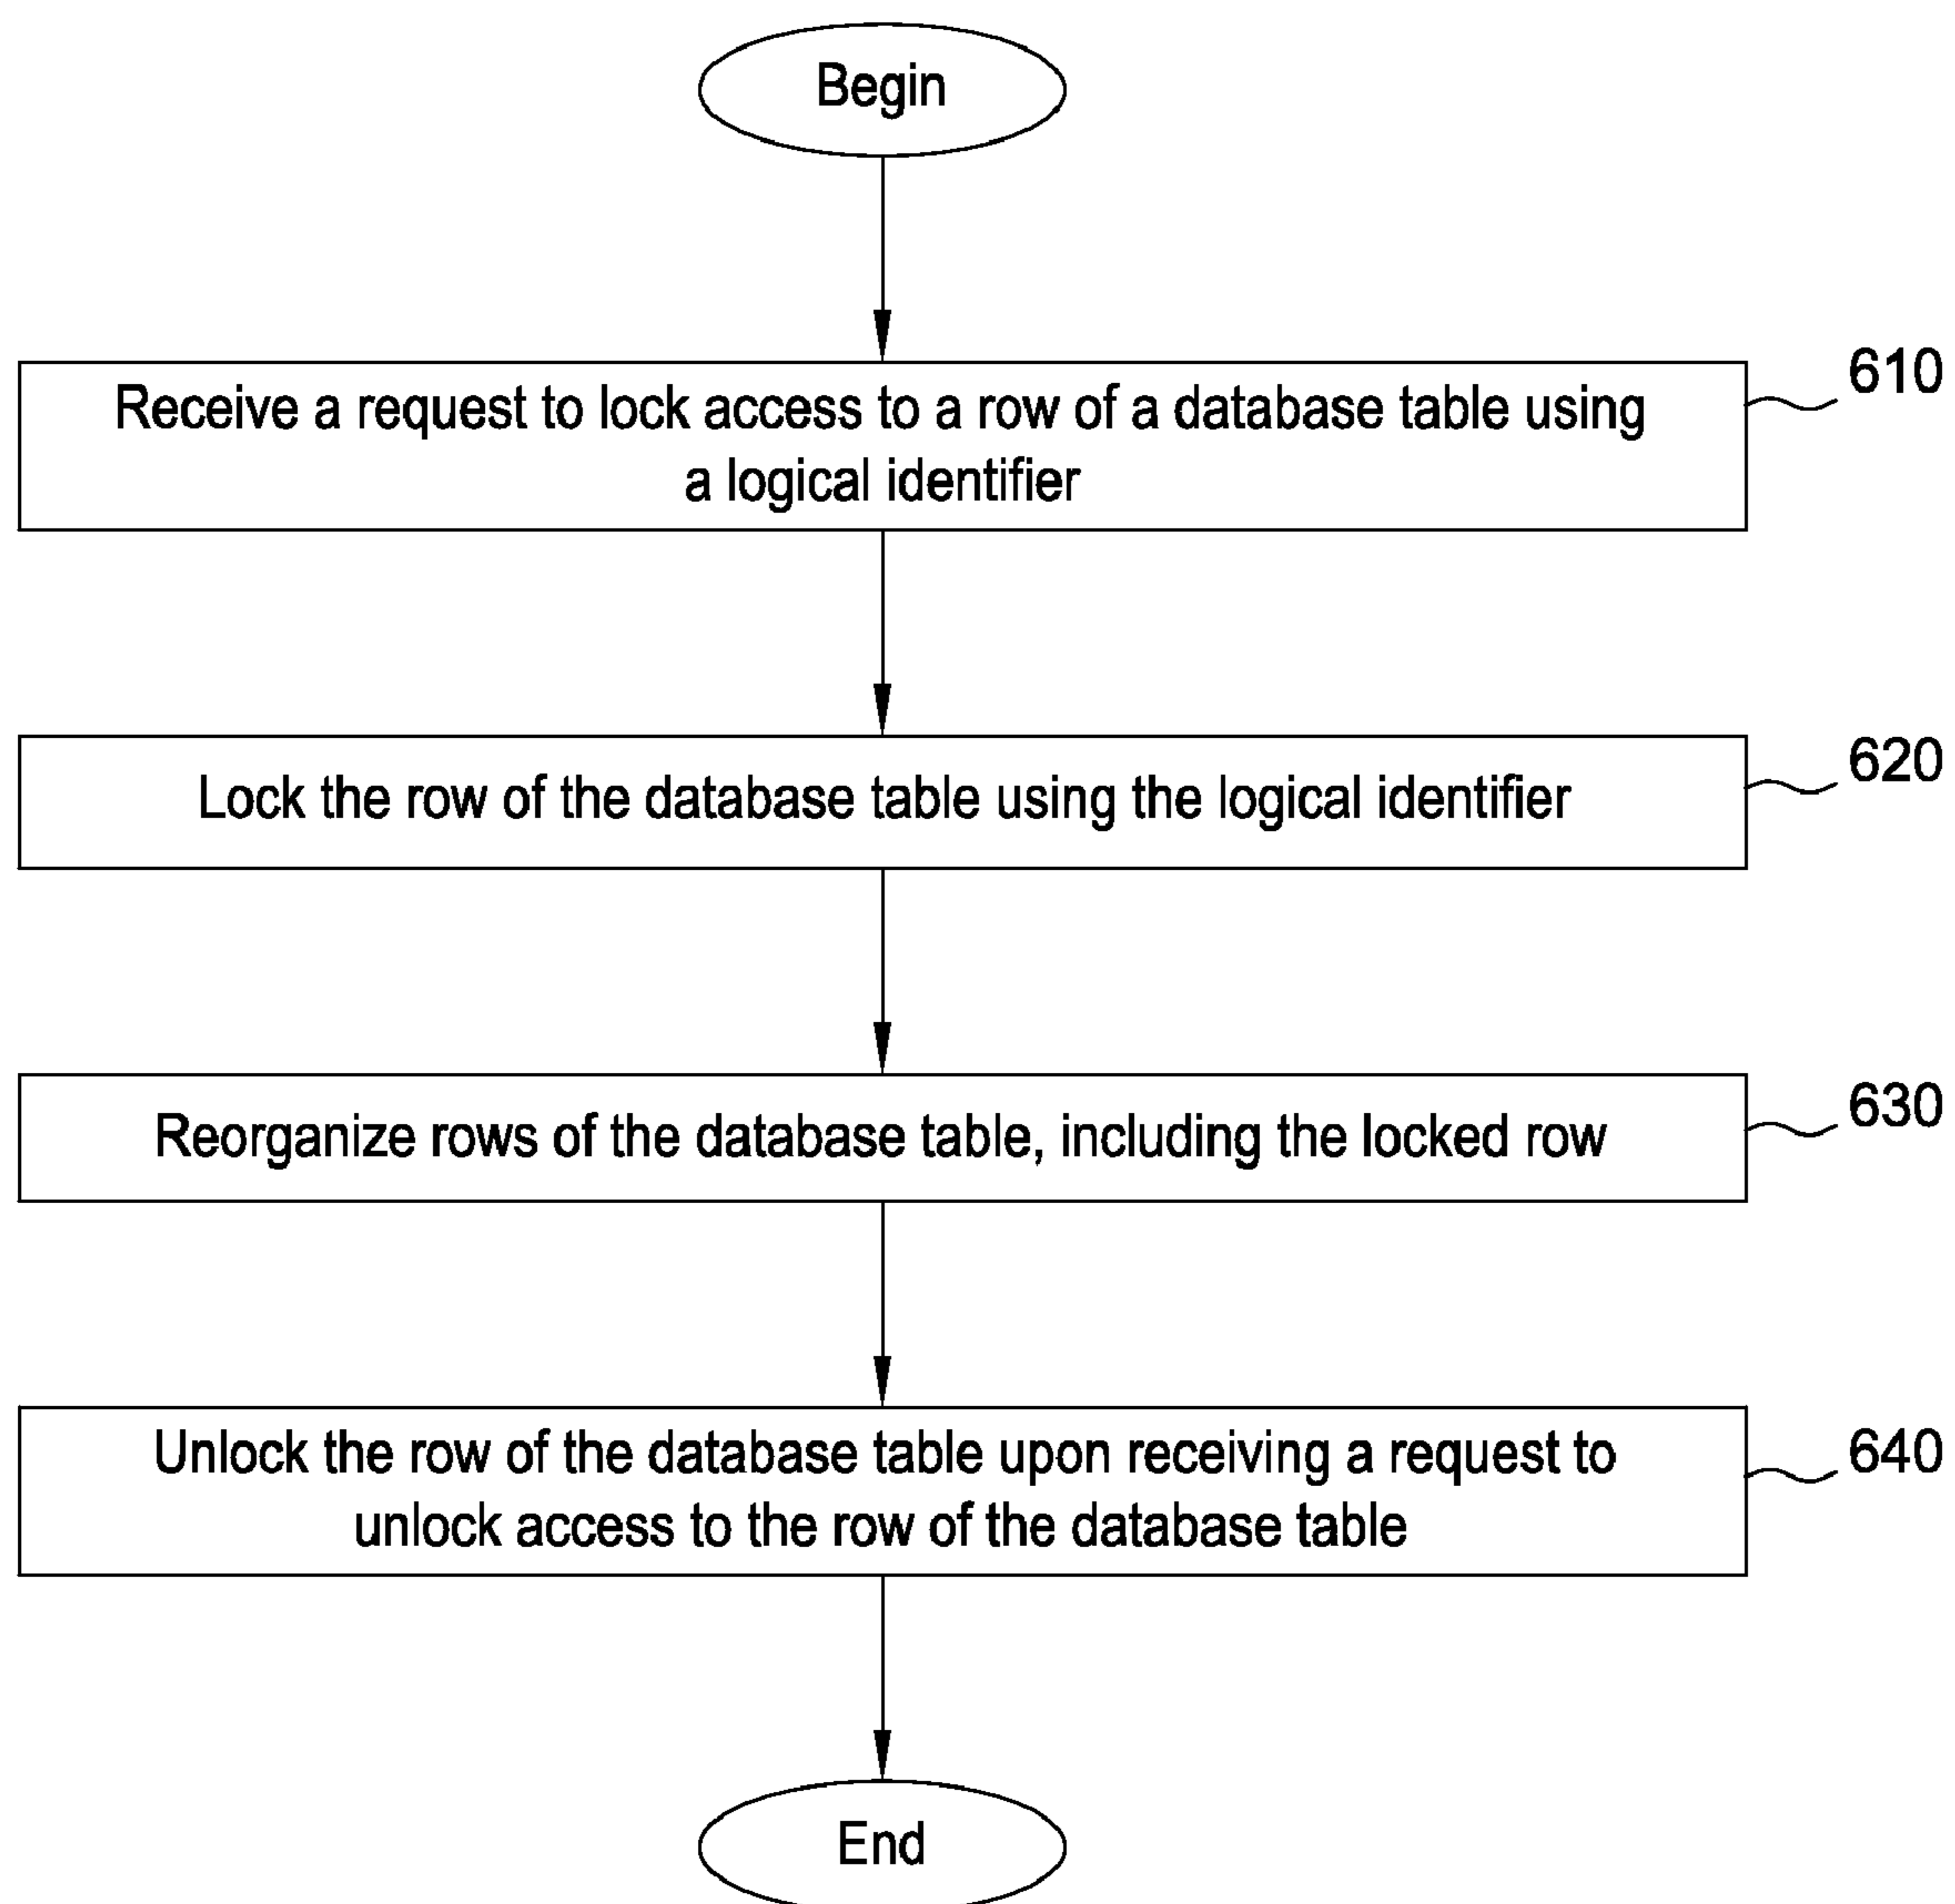 Begin
Receive a request to lock access to a row of a database table using
a logical identifier
610
Lock the row of the database table using the logical identifier
620
Reorganize rows of the database table, including the locked row
630
Unlock the row of the database table upon receiving a request to
unlock access to the row of the database table
640
End